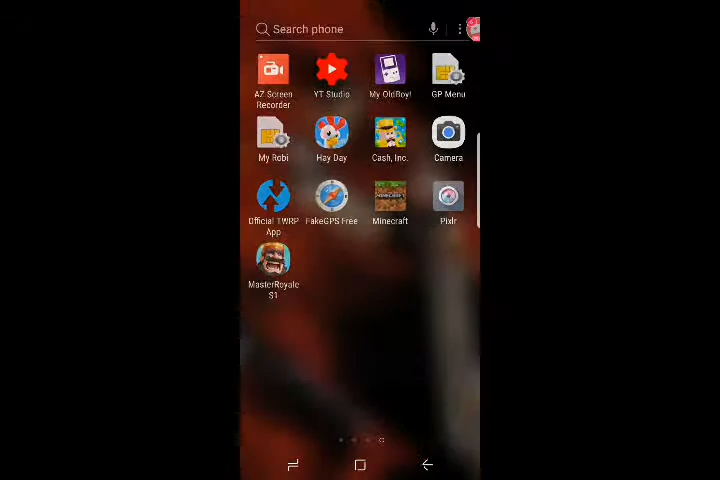 Search phone
AZ Screen
Recorder
YT Studio
My OldBoy!
GP Menu
My Robi
Hay Day
Cash, Inc.
Camera
Official TWRP
App
FakeGPS Free
Minecraft
Pixlr
MasterRoyale
S1